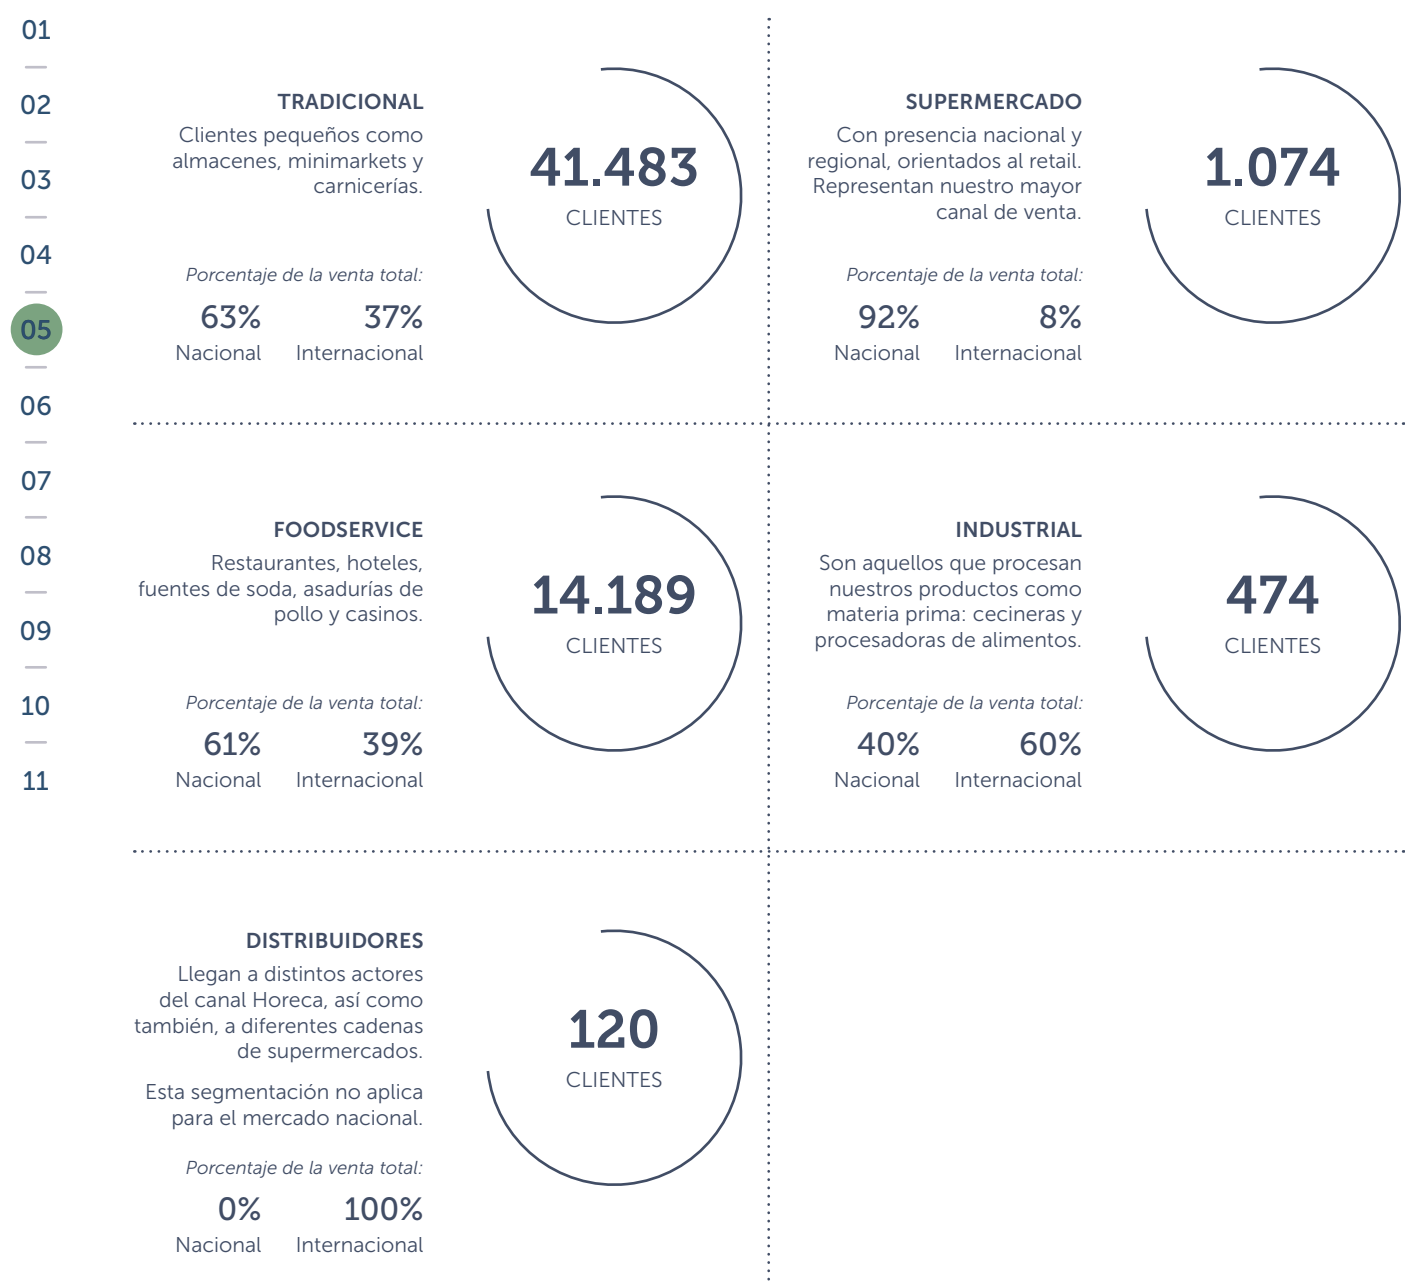 01
02
03
04
05
06
07
08
09
10
11
TRADICIONAL
Clientes pequeños como
almacenes, minimarkets y
carnicerías.
Porcentaje de la venta total:
63% 37%
Nacional Internacional
41.483
CLIENTES
SUPERMERCADO
Con presencia nacional y
regional, orientados al retail.
Representan nuestro mayor
canal de venta.
Porcentaje de la venta total:
92% 8%
Nacional Internacional
1.074
CLIENTES
FOODSERVICE
Restaurantes, hoteles,
fuentes de soda, asadurías de
pollo y casinos.
Porcentaje de la venta total:
61% 39%
Nacional Internacional
14.189
CLIENTES
INDUSTRIAL
Son aquellos que procesan
nuestros productos como
materia prima: cecineras y
procesadoras de alimentos.
Porcentaje de la venta total:
40% 60%
Nacional Internacional
474
CLIENTES
DISTRIBUIDORES
Llegan a distintos actores
del canal Horeca, así como
también, a diferentes cadenas
de supermercados.
Esta segmentación no aplica
para el mercado nacional.
Porcentaje de la venta total:
0% 100%
Nacional Internacional
120
CLIENTES